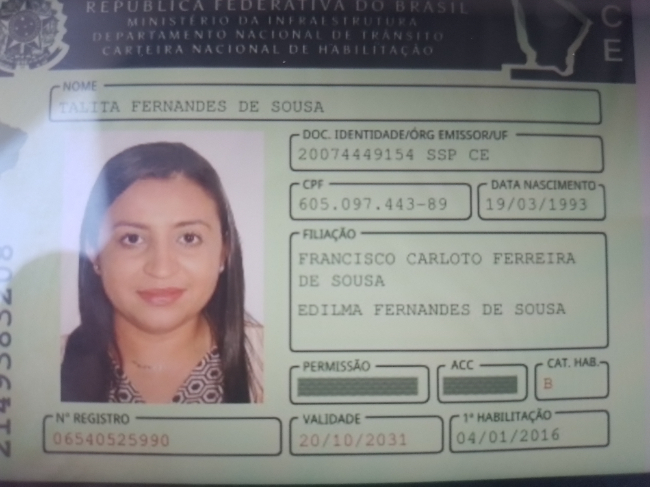 REPÚBLICA FEDERATIVA DO BRASIL
MINISTÉRIO DA INFRAESTRUTURA
DEPARTAMENTO NACIONAL DE TRÂNSITO
CARTEIRA NACIONAL DE HABILITAÇÃO
CE
NOME
TALITA FERNANDES DE SOUSA
DOC. IDENTIDADE/ÓRG EMISSOR/UF
20074449154 SSP CE
CPF
605.097.443-89
DATA NASCIMENTO
19/03/1993
FILIAÇÃO
FRANCISCO CARLOTO FERREIRA
DE SOUSA
EDILMA FERNANDES DE SOUSA
PERMISSÃO
ACC
CAT. HAB.
B
Nº REGISTRO
06540525990
VALIDADE
20/10/2031
1ª HABILITAÇÃO
04/01/2016